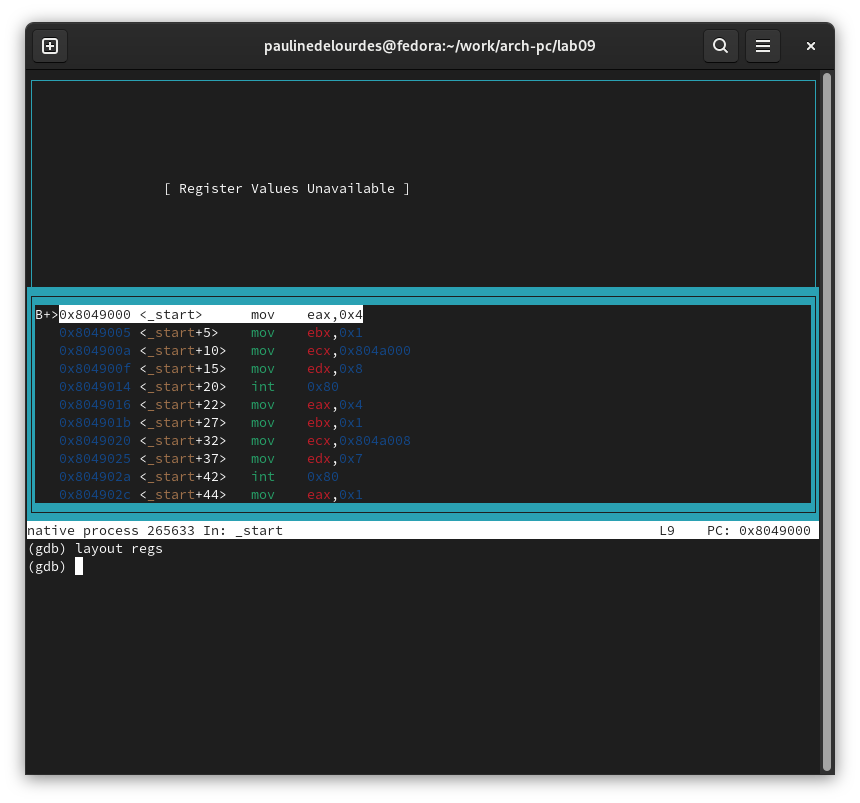 paulinedelourdes@fedora:~/work/arch-pc/lab09
[ Register Values Unavailable ]
B+>0x8049000 <_start>      mov    eax,0x4
0x8049005 <_start+5>    mov    ebx,0x1
0x804900a <_start+10>   mov    ecx,0x804a000
0x804900f <_start+15>   mov    edx,0x8
0x8049014 <_start+20>   int    0x80
0x8049016 <_start+22>   mov    eax,0x4
0x804901b <_start+27>   mov    ebx,0x1
0x8049020 <_start+32>   mov    ecx,0x804a008
0x8049025 <_start+37>   mov    edx,0x7
0x804902a <_start+42>   int    0x80
0x804902c <_start+44>   mov    eax,0x1
native process 265633 In: _start L9 PC: 0x8049000
(gdb) layout regs
(gdb)